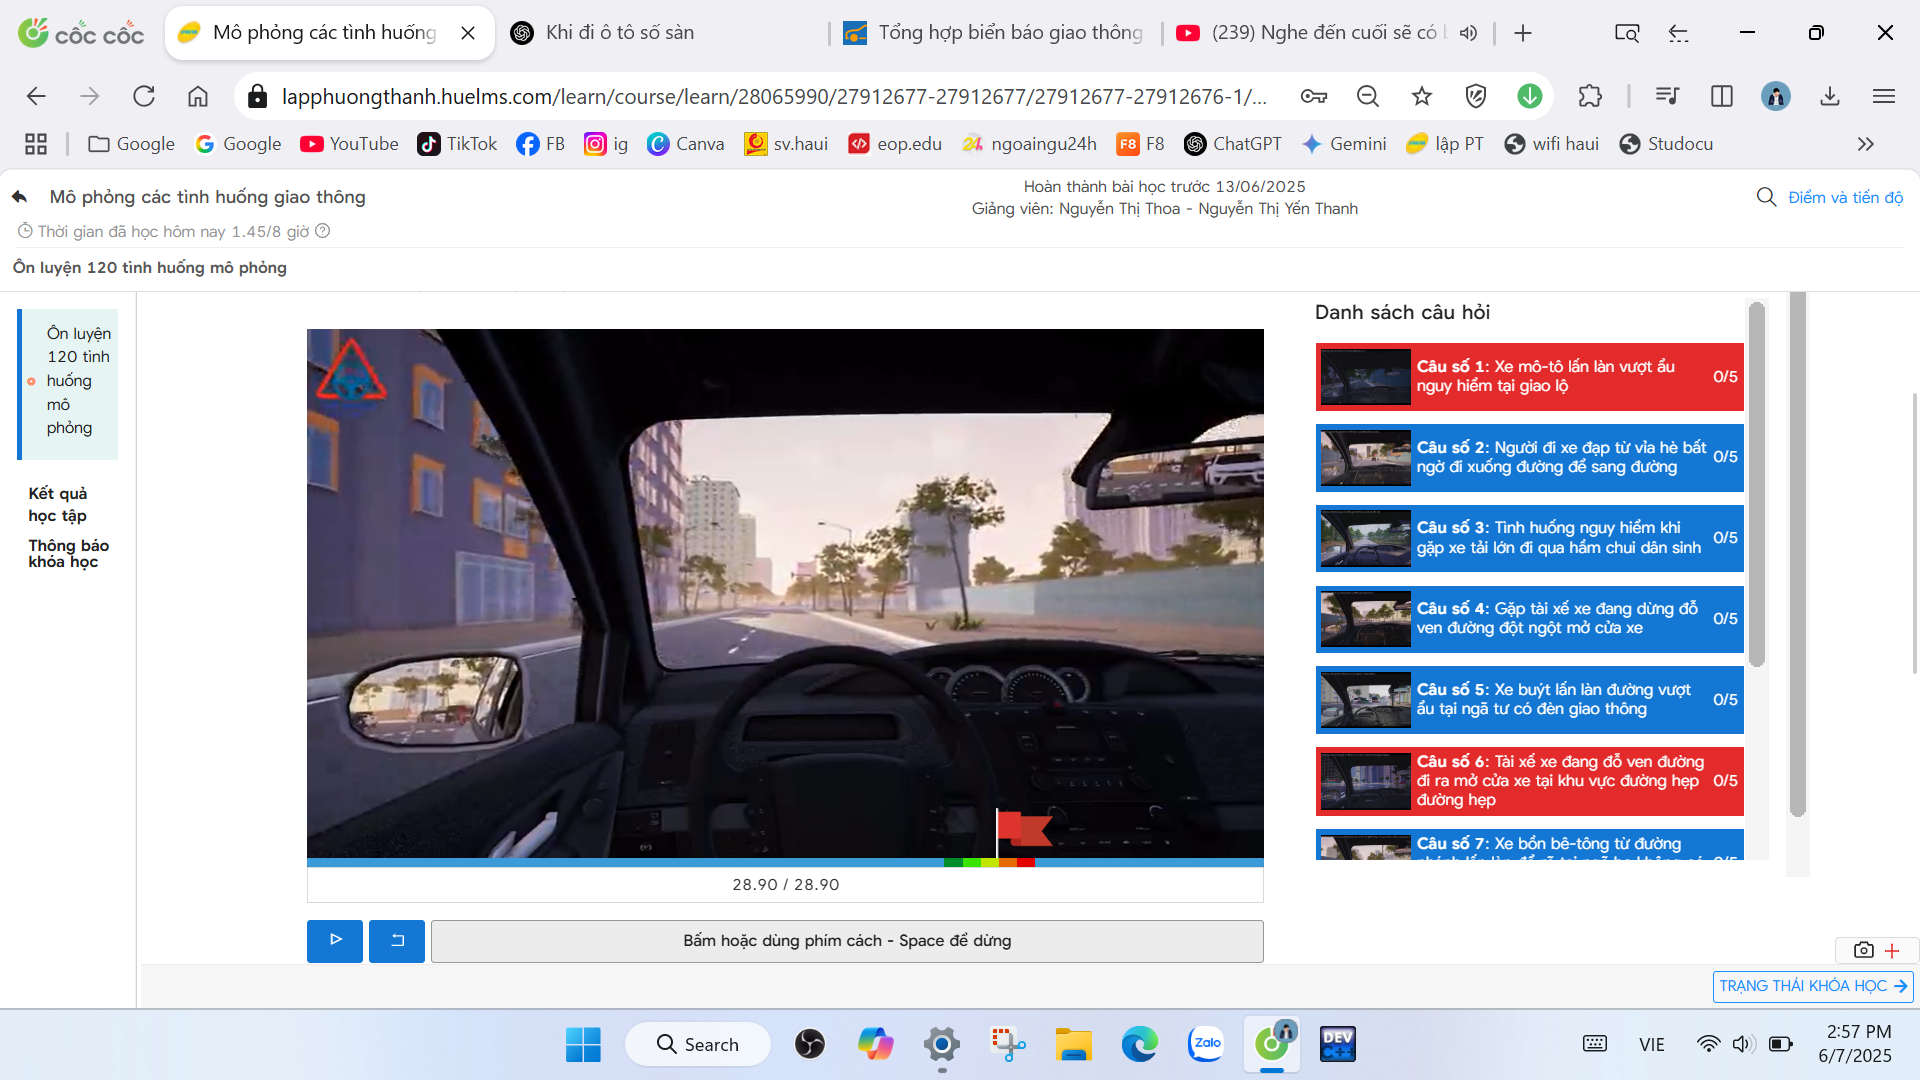 cốc cốc
Mô phỏng các tình huống
Khi đi ô tô số sàn
Tổng hợp biển báo giao thông
(239) Nghe đến cuối sẽ có b
lapphuongthanh.huelms.com/learn/course/learn/28065990/27912677-27912677/27912677-27912676-1/...
Google
Google
YouTube
TikTok
FB
ig
Canva
sv.haui
eop.edu
ngoaingu24h
F8
F8
ChatGPT
Gemini
lập PT
wifi haui
Studocu
Mô phỏng các tình huống giao thông
Hoàn thành bài học trước 13/06/2025
Giảng viên: Nguyễn Thị Thoa - Nguyễn Thị Yến Thanh
Điểm và tiến độ
Thời gian đã học hôm nay 1.45/8 giờ
Ôn luyện 120 tình huống mô phỏng
Ôn luyện
120 tình
huống
mô
phỏng
Kết quả
học tập
Thông báo
khóa học
28.90 / 28.90
Bấm hoặc dùng phím cách - Space để dừng
Danh sách câu hỏi
Câu số 1: Xe mô-tô lấn làn vượt ẩu
nguy hiểm tại giao lộ
0/5
Câu số 2: Người đi xe đạp từ vỉa hè bất
ngờ đi xuống đường để sang đường
0/5
Câu số 3: Tình huống nguy hiểm khi
gặp xe tải lớn đi qua hầm chui dân sinh
0/5
Câu số 4: Gặp tài xế xe đang dừng đỗ
ven đường đột ngột mở cửa xe
0/5
Câu số 5: Xe buýt lấn làn đường vượt
ẩu tại ngã tư có đèn giao thông
0/5
Câu số 6: Tài xế xe đang đỗ ven đường
đi ra mở cửa xe tại khu vực đường hẹp
đường hẹp
0/5
Câu số 7: Xe bồn bê-tông từ đường
TRẠNG THÁI KHÓA HỌC
Search
Zalo
DEV
C++
VIE
2:57 PM
6/7/2025